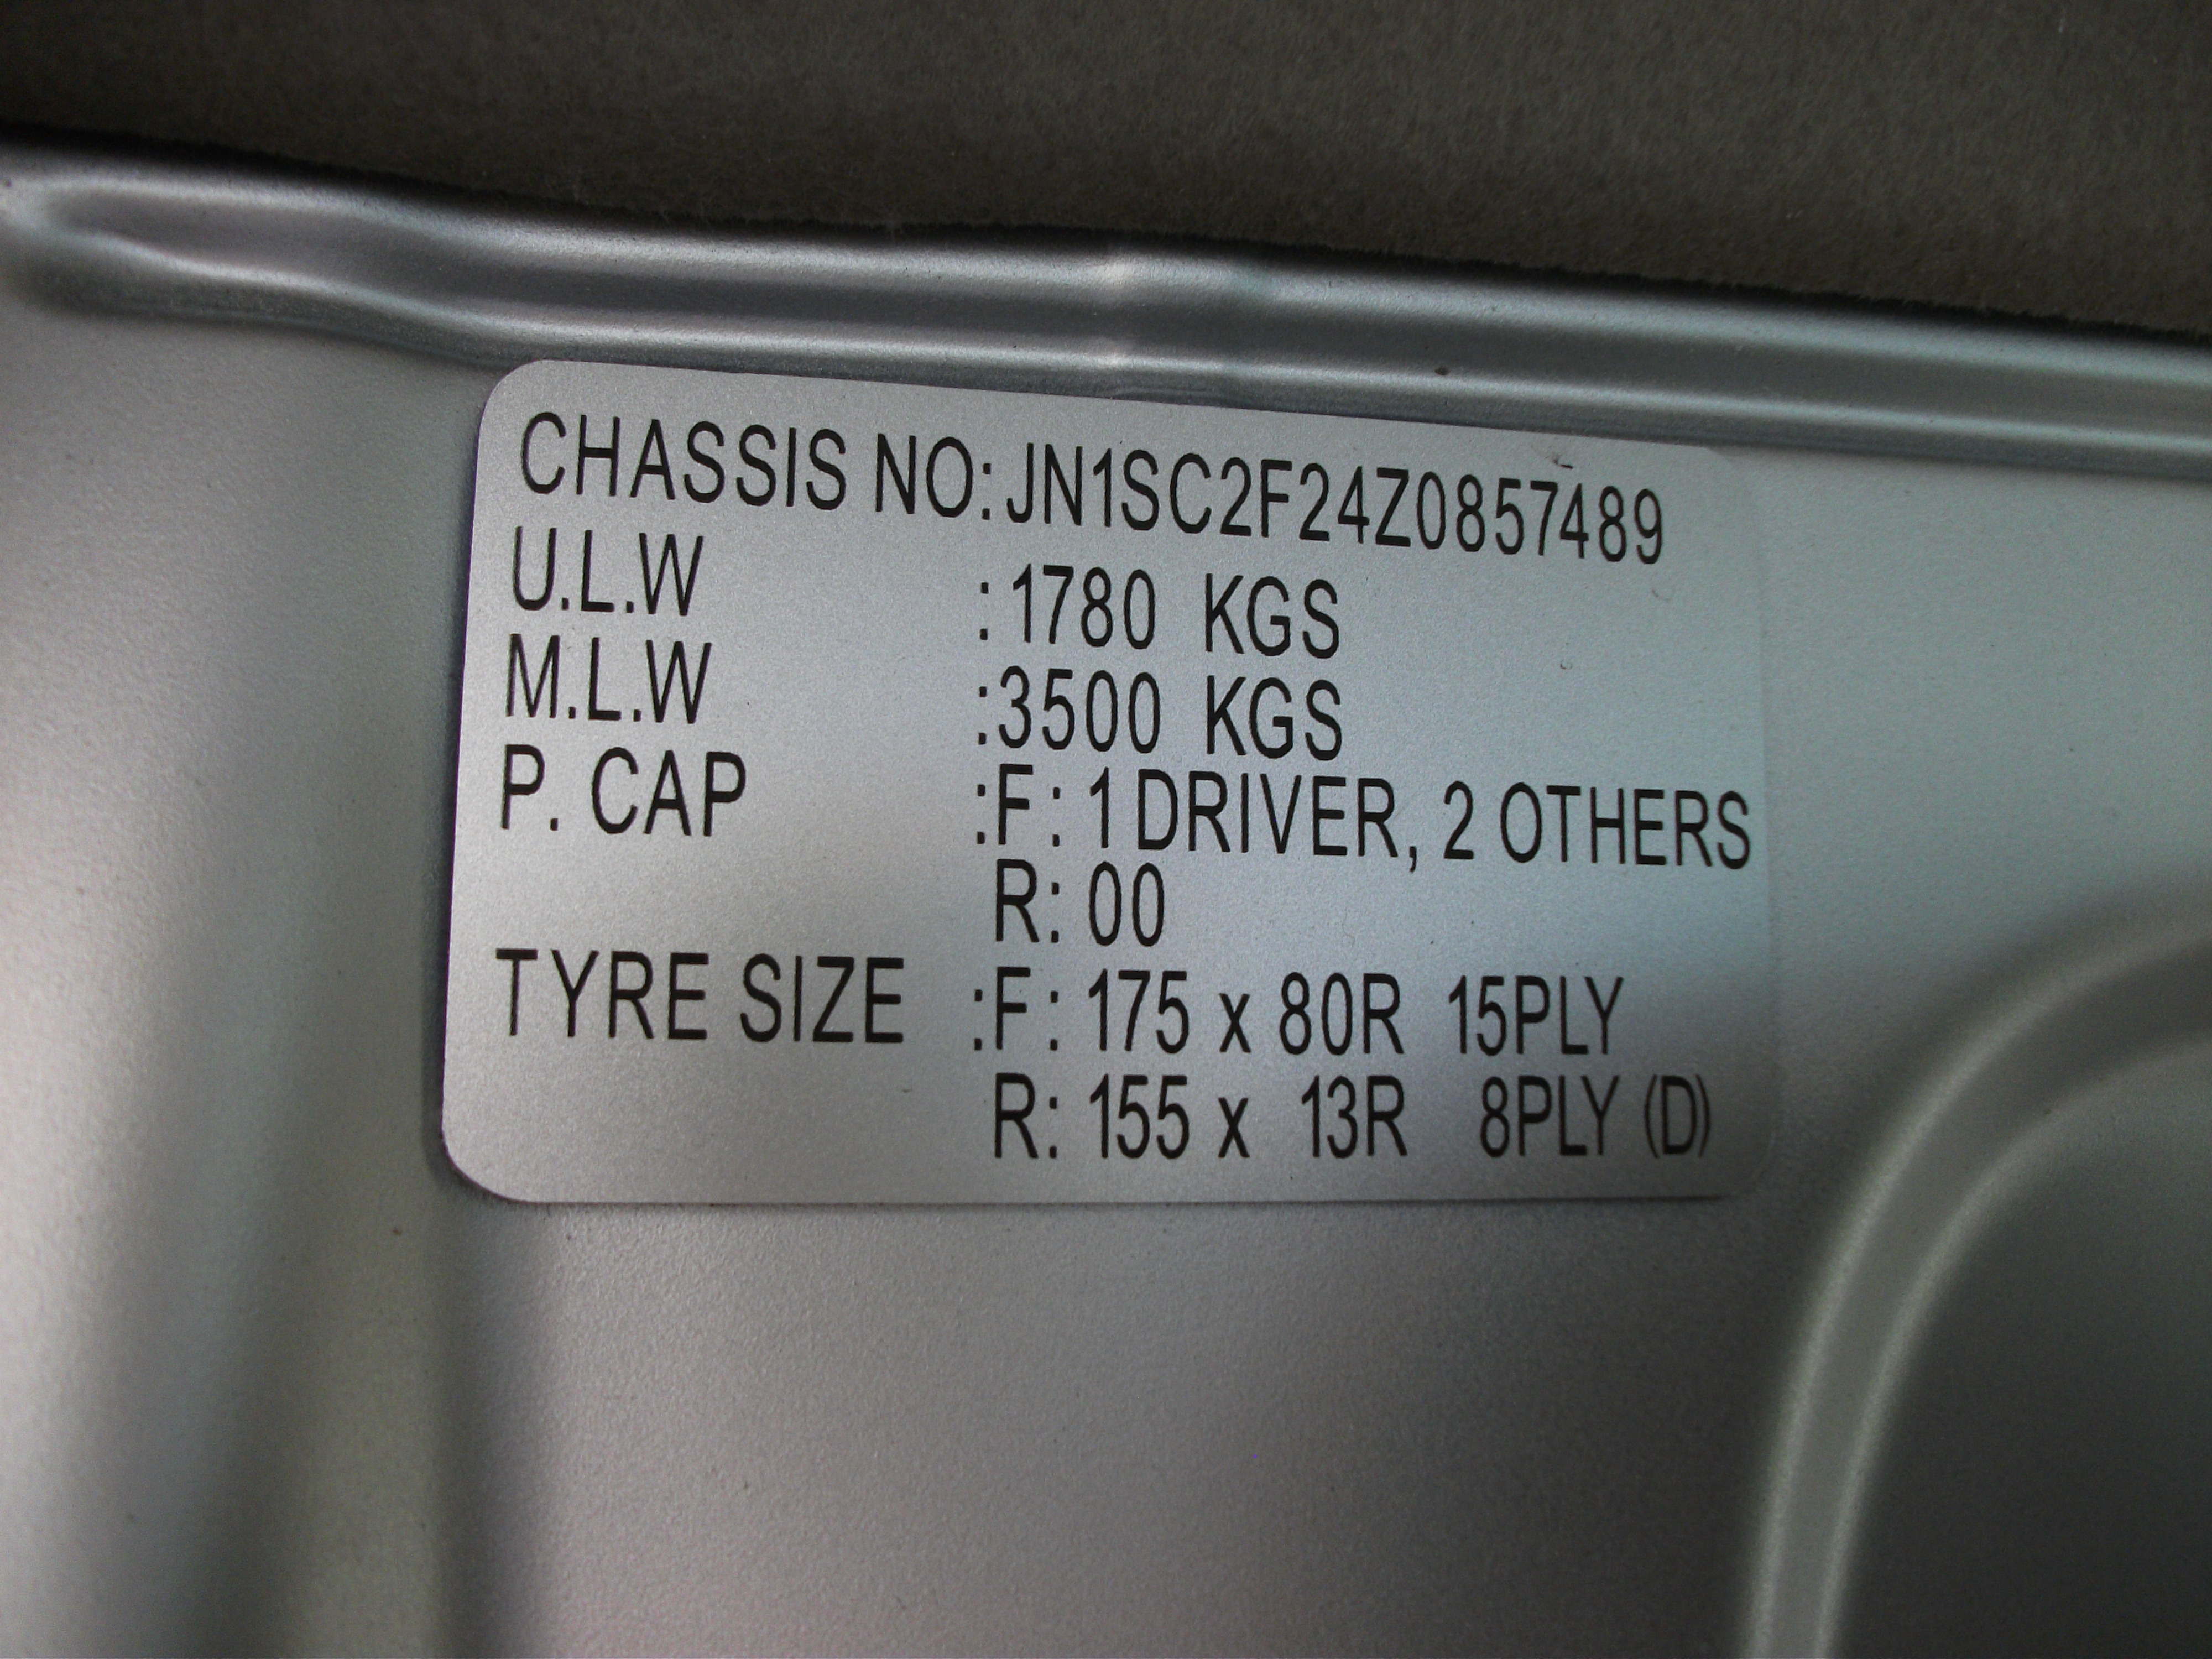 CHASSIS NO: JN1SC2F24Z0857489
U.L.W : 1780 KGS
M.L.W : 3500 KGS
P. CAP : F : 1 DRIVER, 2 OTHERS
R: 00
TYRE SIZE : F : 175 x 80R 15PLY
R: 155 x 13R 8PLY (D)